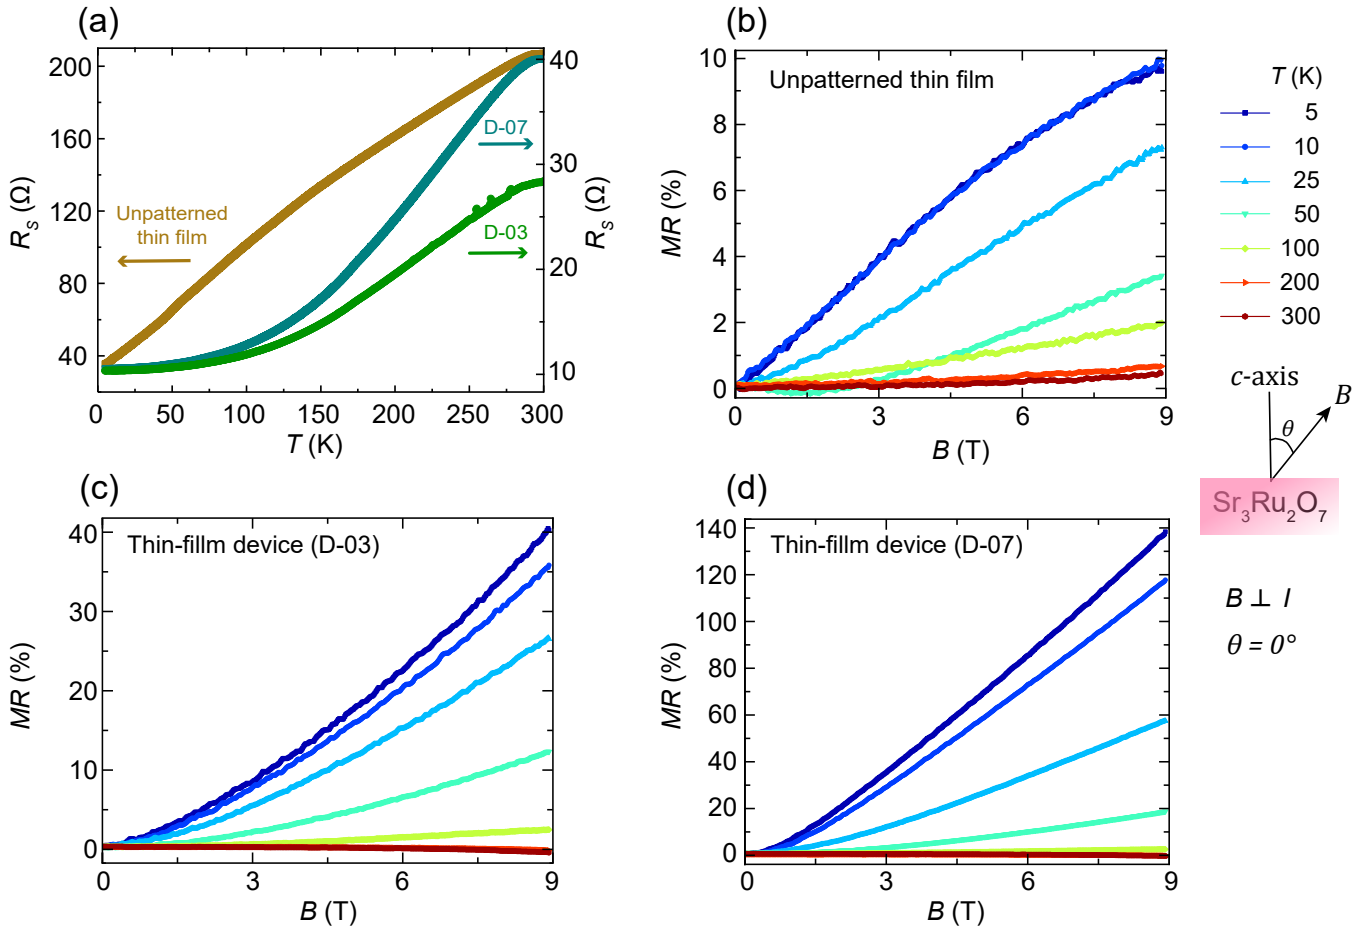 (a)
200
160
120
80
40
R_s (Ω)
Unpatterned
thin film
D-07
D-03
40
30
20
10
R_s (Ω)
0
50
100
150
200
250
300
T (K)
(b)
Unpatterned thin film
10
8
6
4
2
0
MR (%)
0
3
6
9
B (T)
T (K)
5
10
25
50
100
200
300
c-axis
B
θ
Sr₃Ru₂O₇
B ⊥ I
θ = 0°
(c)
Thin-fillm device (D-03)
40
30
20
10
0
MR (%)
0
3
6
9
B (T)
(d)
Thin-fillm device (D-07)
140
120
100
80
60
40
20
0
MR (%)
0
3
6
9
B (T)